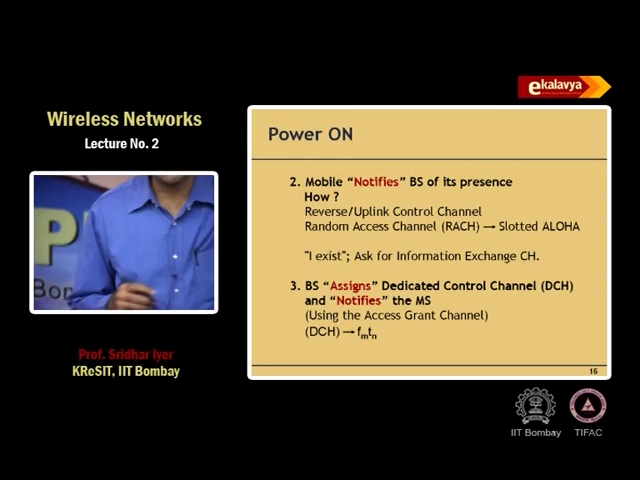 ekalavya
Wireless Networks
Lecture No. 2
Power ON
2. Mobile “Notifies” BS of its presence
How ?
Reverse/Uplink Control Channel
Random Access Channel (RACH) → Slotted ALOHA
"I exist"; Ask for Information Exchange CH.
3. BS “Assigns” Dedicated Control Channel (DCH)
and “Notifies” the MS
(Using the Access Grant Channel)
(DCH) → fmtn
16
P
Bor
Prof. Sridhar Iyer
KReSIT, IIT Bombay
IIT Bombay
TIFAC